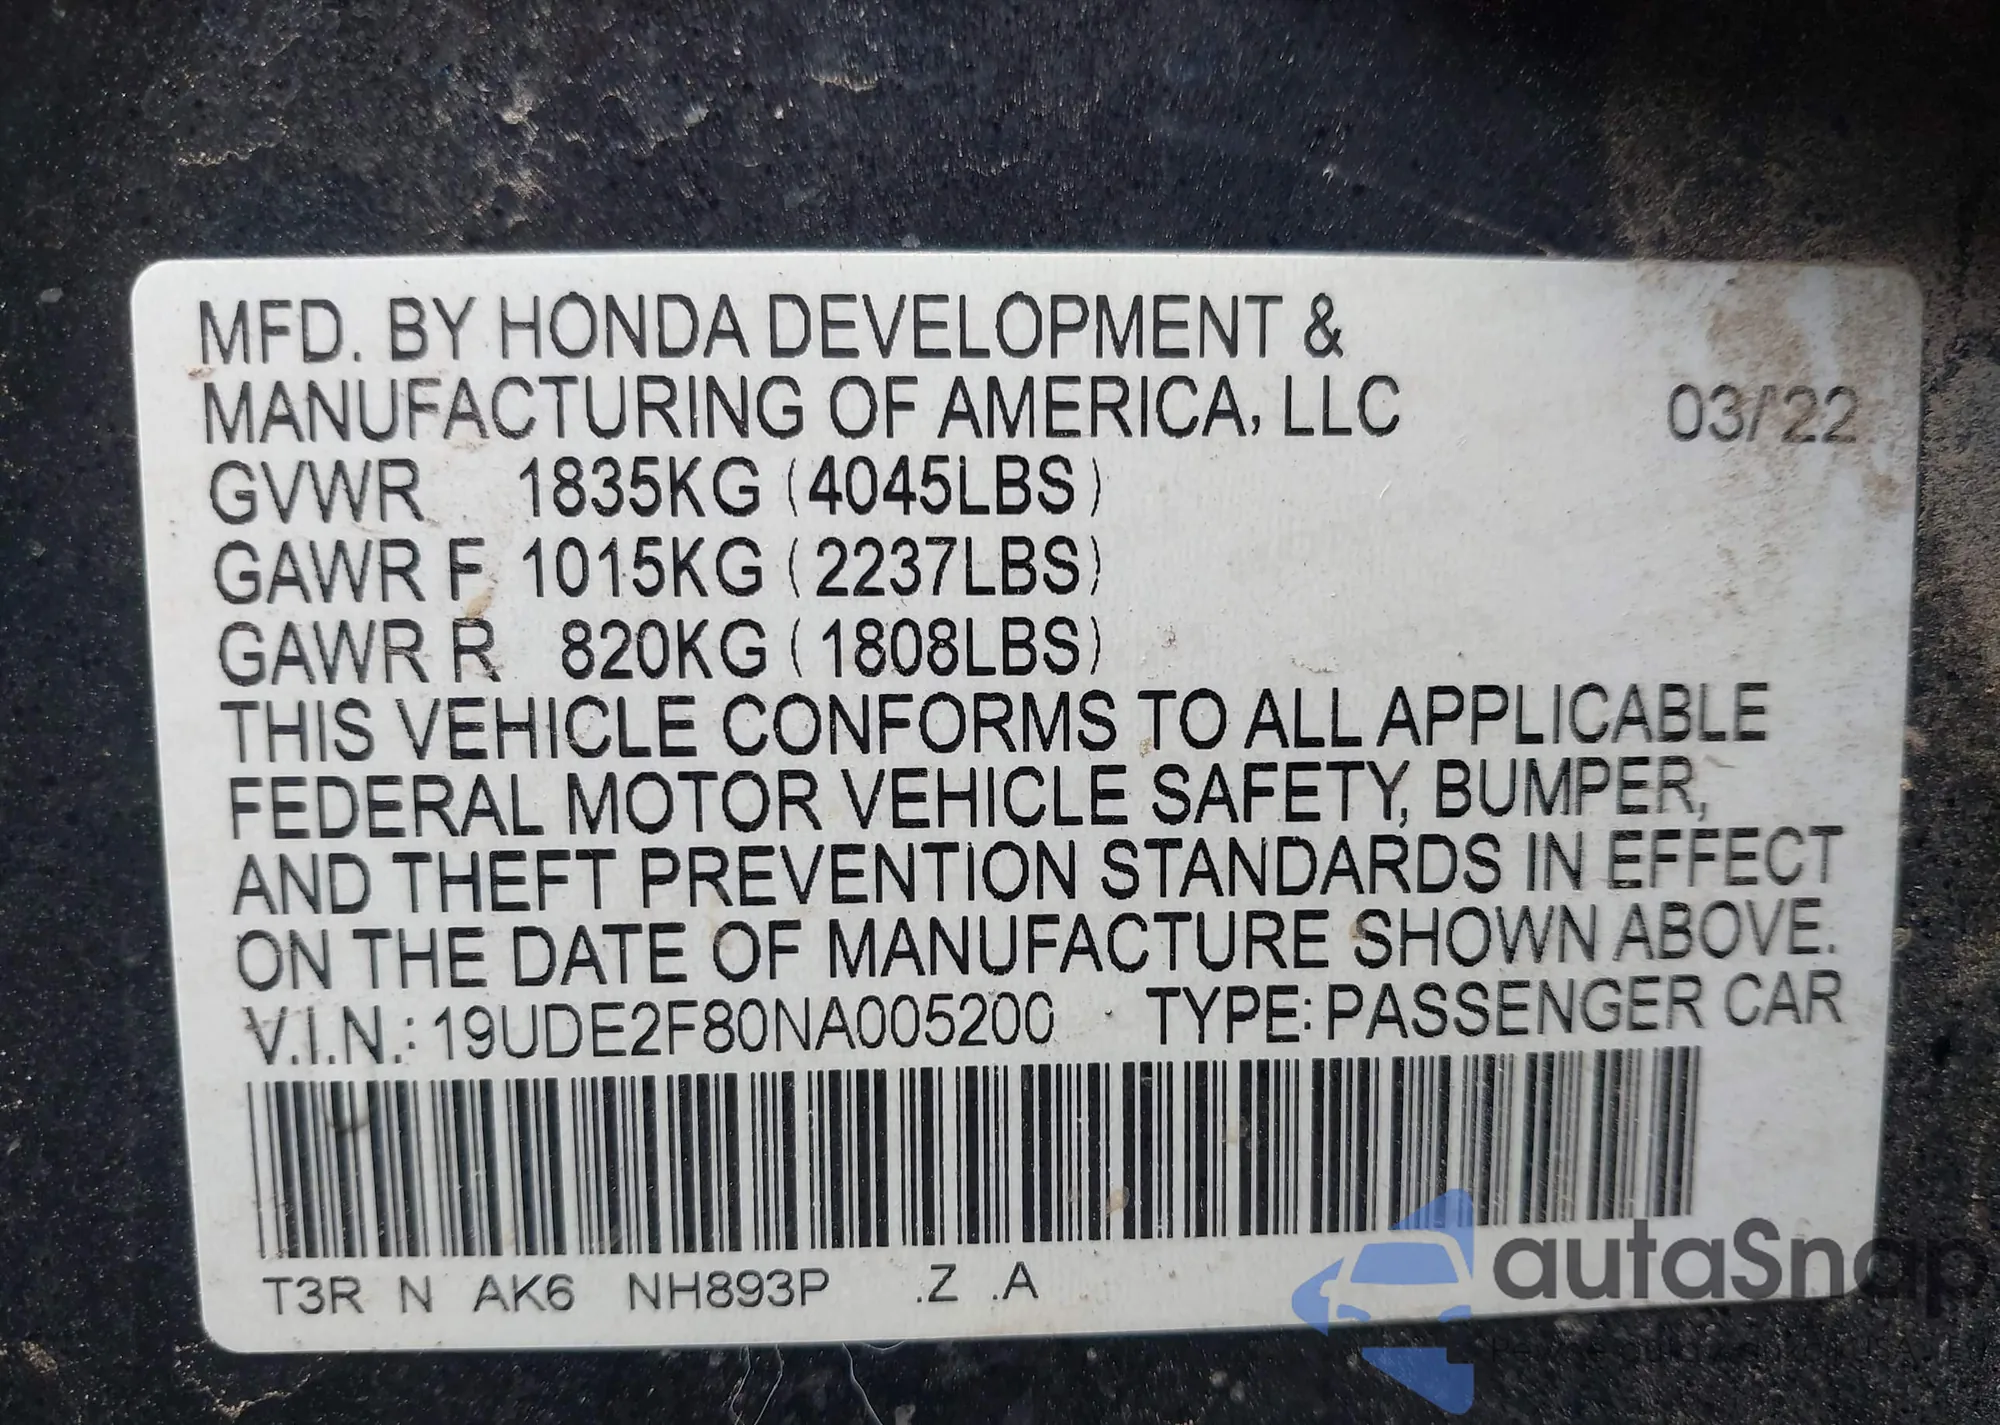 MFD. BY HONDA DEVELOPMENT &
MANUFACTURING OF AMERICA, LLC 03/22
GVWR 1835KG (4045LBS)
GAWR F 1015KG (2237LBS)
GAWR R 820KG (1808LBS)
THIS VEHICLE CONFORMS TO ALL APPLICABLE
FEDERAL MOTOR VEHICLE SAFETY, BUMPER,
AND THEFT PREVENTION STANDARDS IN EFFECT
ON THE DATE OF MANUFACTURE SHOWN ABOVE.
V.I.N.: 19UDE2F80NA005200 TYPE: PASSENGER CAR
T3R N AK6 NH893P .Z .A
autaSnap